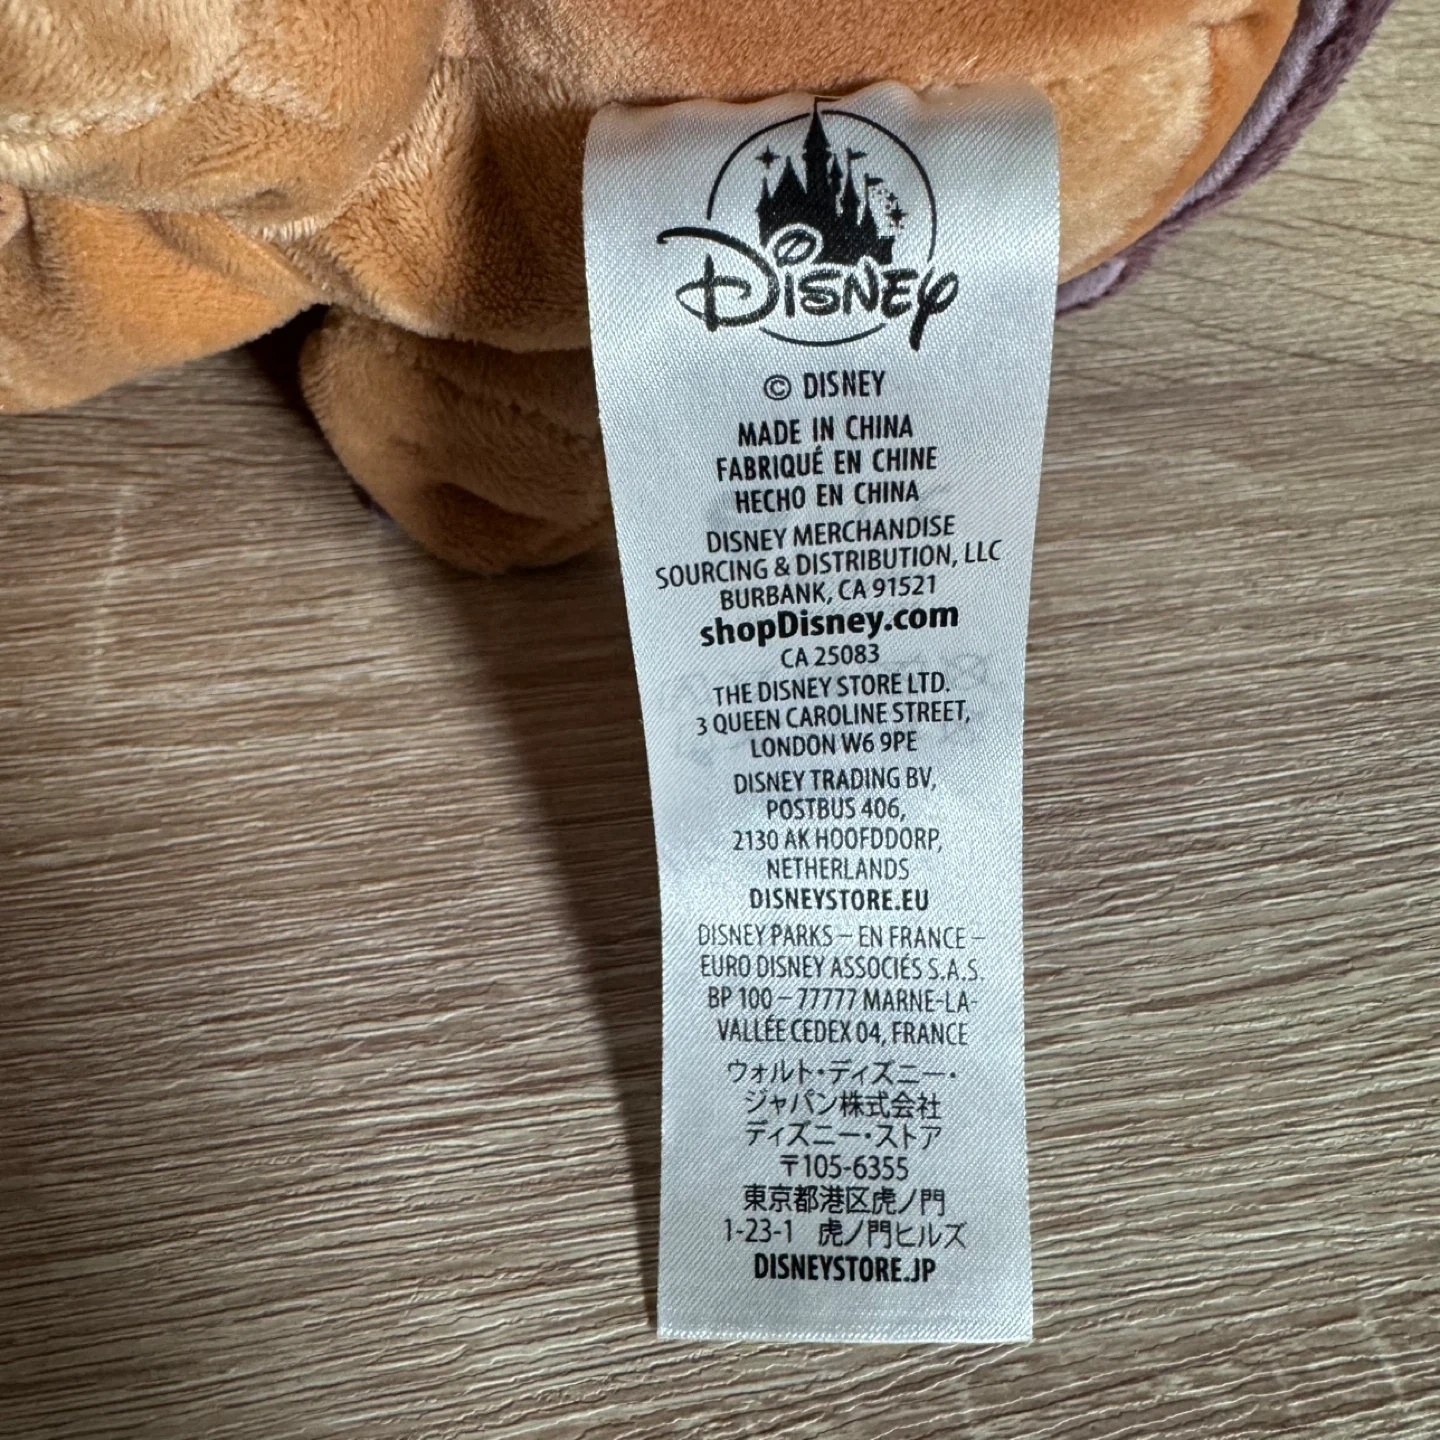 DISNEY
© DISNEY
MADE IN CHINA
FABRIQUÉ EN CHINE
HECHO EN CHINA
DISNEY MERCHANDISE
SOURCING & DISTRIBUTION, LLC
BURBANK, CA 91521
shopDisney.com
CA 25083
THE DISNEY STORE LTD.
3 QUEEN CAROLINE STREET,
LONDON W6 9PE
DISNEY TRADING BV,
POSTBUS 406,
2130 AK HOOFDDORP,
NETHERLANDS
DISNEYSTORE.EU
DISNEY PARKS – EN FRANCE –
EURO DISNEY ASSOCIÉS S.A.S.
BP 100 – 77777 MARNE-LA-
VALLÉE CEDEX 04, FRANCE
ウォルト・ディズニー・
ジャパン株式会社
ディズニー・ストア
〒105-6355
東京都港区虎ノ門
1-23-1 虎ノ門ヒルズ
DISNEYSTORE.JP